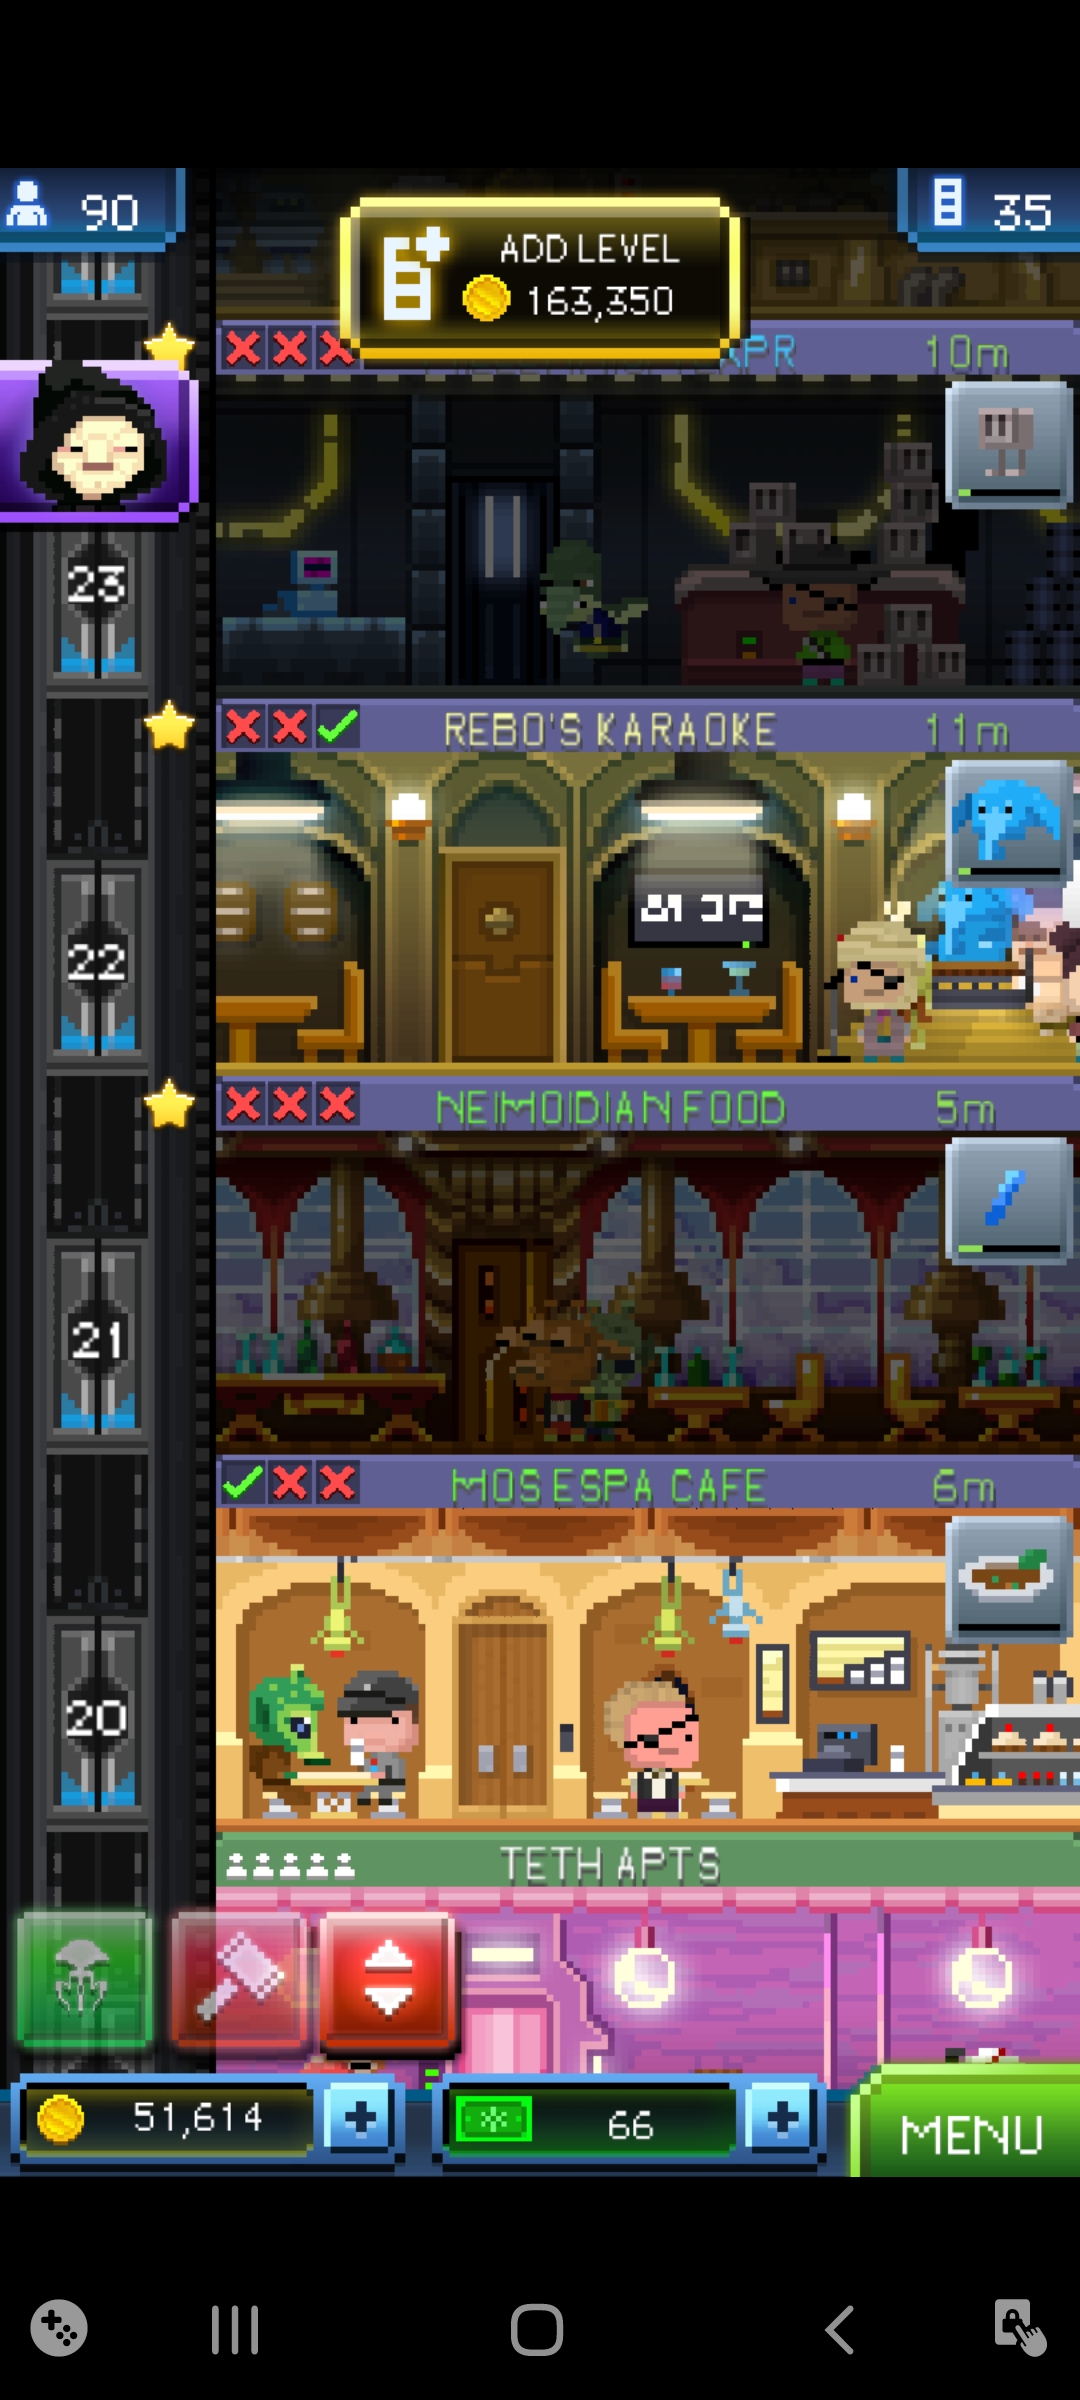 90
ADD LEVEL
163,350
35
10m
23
REBO'S KARAOKE
11m
22
NEIMOIDIAN FOOD
5m
21
MOS ESPA CAFE
6m
20
TETH APTS
51,614
66
MENU